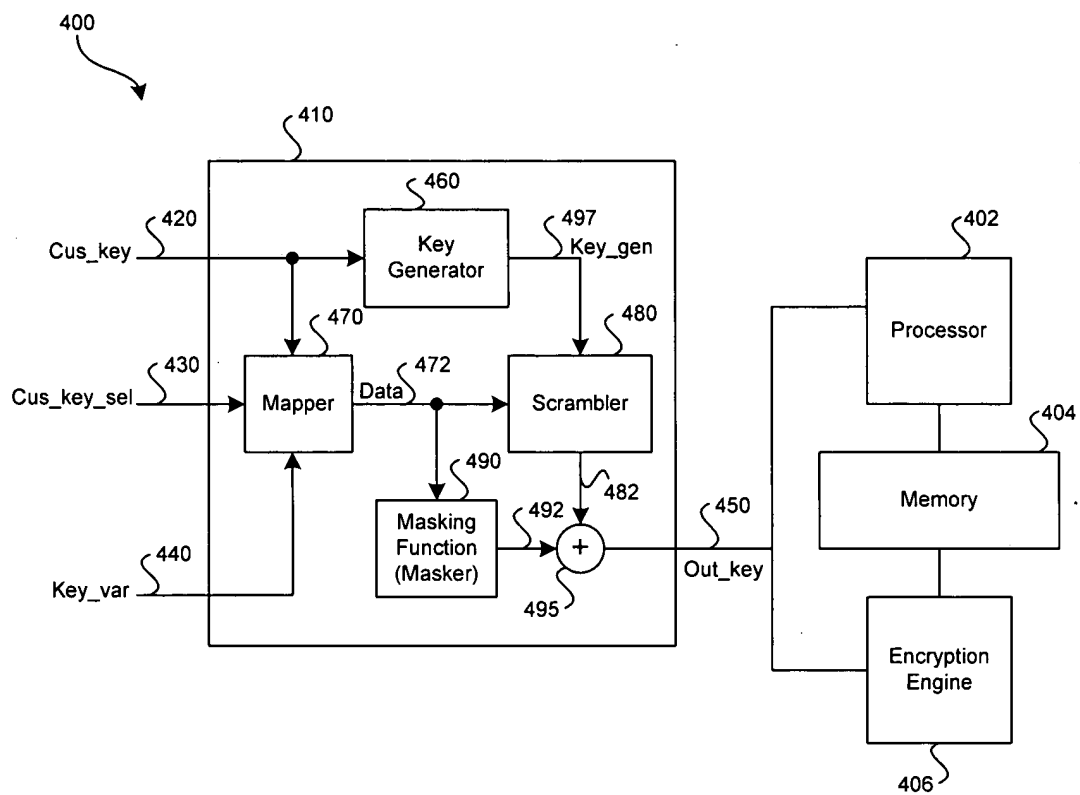 400
410
420
Cus_key
460
Key
Generator
497
Key_gen
402
Processor
470
Mapper
430
Cus_key_sel
Data
472
480
Scrambler
404
Memory
490
Masking
Function
(Masker)
492
482
+
495
450
Out_key
440
Key_var
Encryption
Engine
406